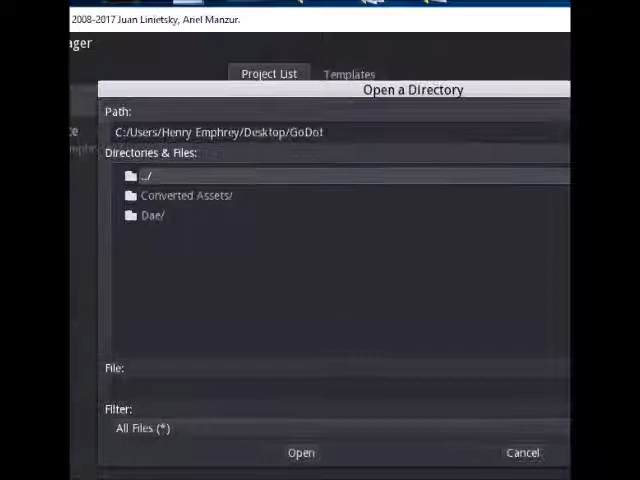 2008-2017 Juan Linietsky, Ariel Manzur.
ager
Project List
Templates
Open a Directory
Path:
C:/Users/Henry Emphrey/Desktop/GoDot
Directories & Files:
../
Converted Assets/
Dae/
File:
Filter:
All Files (*)
Open
Cancel